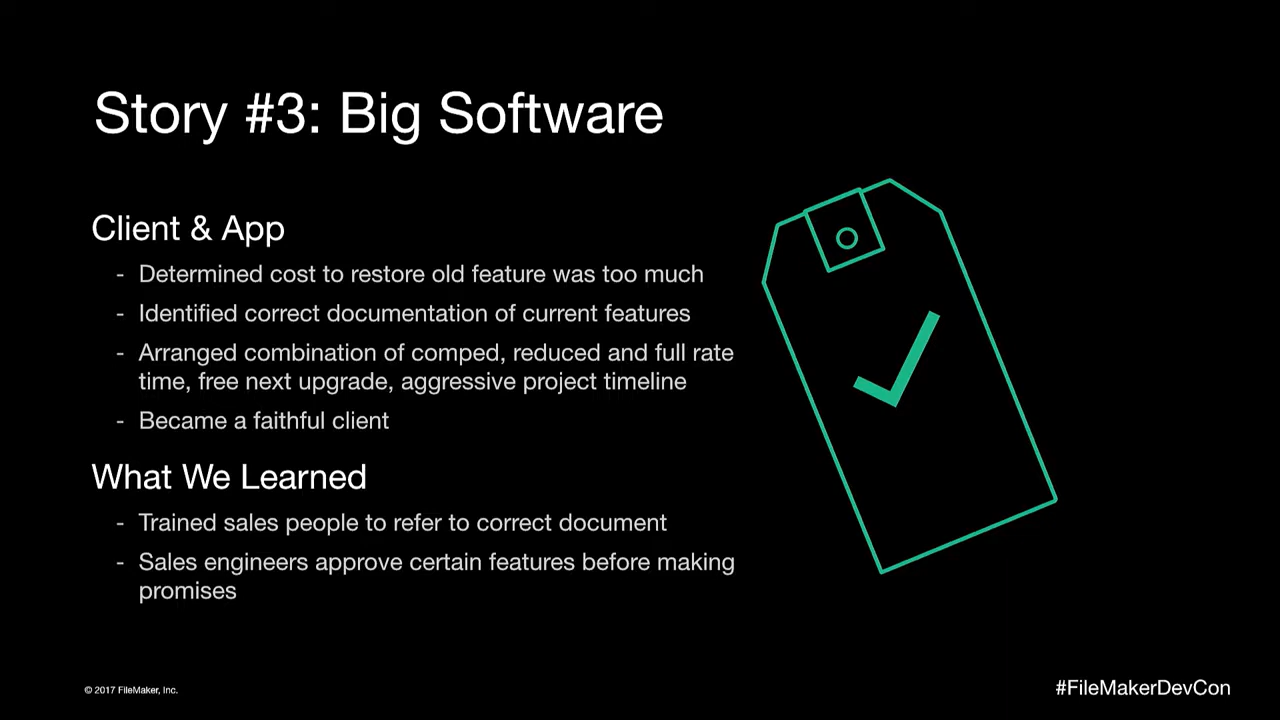 Story #3: Big Software
Client & App
- Determined cost to restore old feature was too much
- Identified correct documentation of current features
- Arranged combination of comped, reduced and full rate
time, free next upgrade, aggressive project timeline
- Became a faithful client
What We Learned
- Trained sales people to refer to correct document
- Sales engineers approve certain features before making
promises
© 2017 FileMaker, Inc.
#FileMakerDevCon